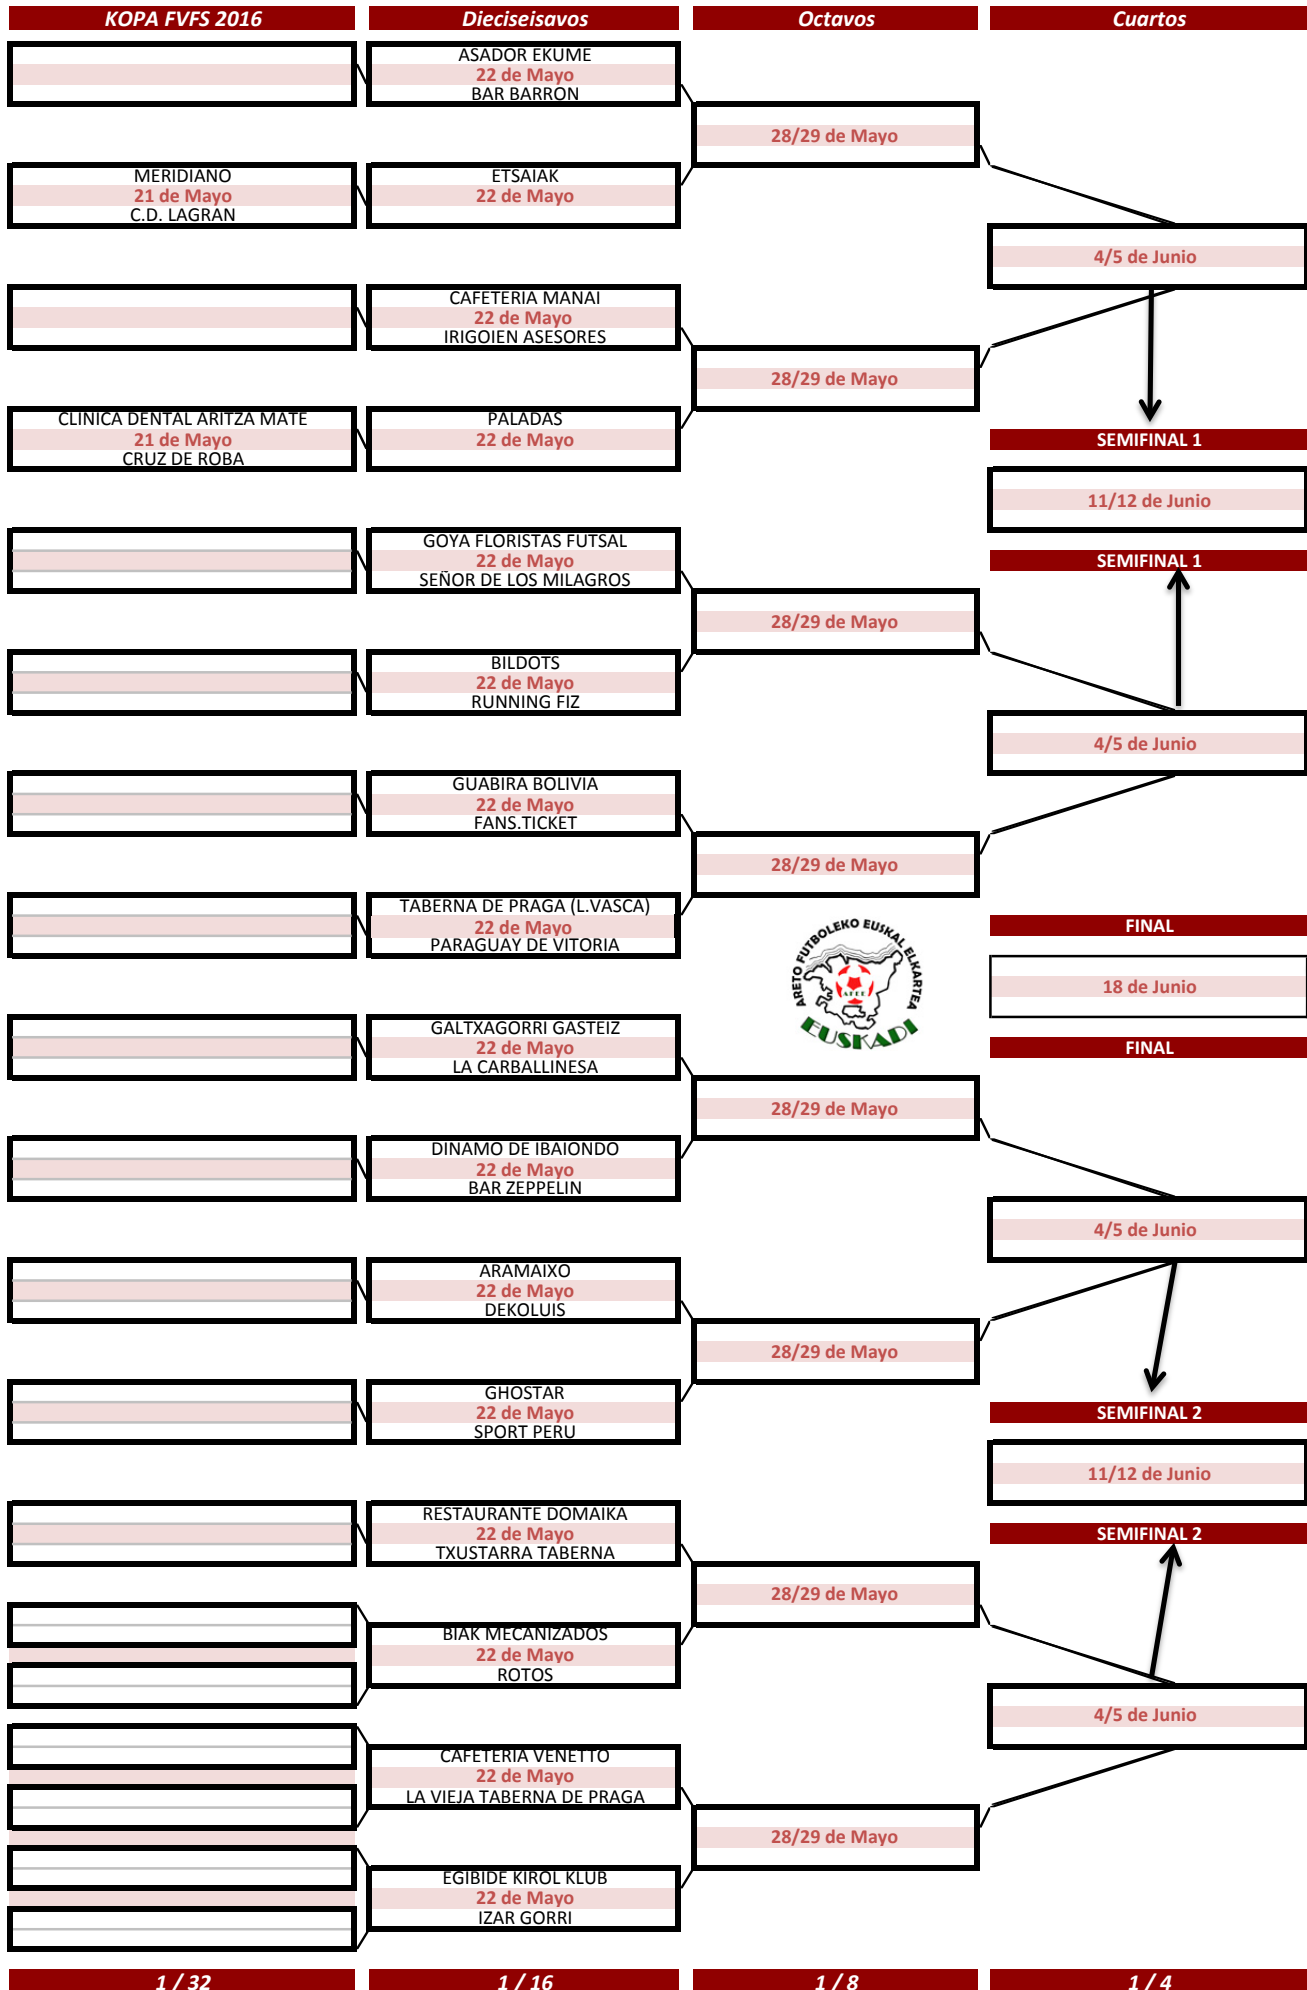 KOPA FVFS 2016
Dieciseisavos
Octavos
Cuartos
ASADOR EKUME
22 de Mayo
BAR BARRON
28/29 de Mayo
MERIDIANO
21 de Mayo
C.D. LAGRAN
ETSAIAK
22 de Mayo
4/5 de Junio
CAFETERIA MANAI
22 de Mayo
IRIGOIEN ASESORES
28/29 de Mayo
CLINICA DENTAL ARITZA MATE
21 de Mayo
CRUZ DE ROBA
PALADAS
22 de Mayo
SEMIFINAL 1
11/12 de Junio
SEMIFINAL 1
GOYA FLORISTAS FUTSAL
22 de Mayo
SEÑOR DE LOS MILAGROS
28/29 de Mayo
BILDOTS
22 de Mayo
RUNNING FIZ
4/5 de Junio
GUABIRA BOLIVIA
22 de Mayo
FANS.TICKET
28/29 de Mayo
TABERNA DE PRAGA (L.VASCA)
22 de Mayo
PARAGUAY DE VITORIA
ARETO FUTBOLEKO EUSKAL ELKARTEA
AFEE
EUSKADI
FINAL
18 de Junio
FINAL
GALTXAGORRI GASTEIZ
22 de Mayo
LA CARBALLINESA
28/29 de Mayo
DINAMO DE IBAIONDO
22 de Mayo
BAR ZEPPELIN
4/5 de Junio
ARAMAIXO
22 de Mayo
DEKOLUIS
28/29 de Mayo
GHOSTAR
22 de Mayo
SPORT PERU
SEMIFINAL 2
11/12 de Junio
SEMIFINAL 2
RESTAURANTE DOMAIKA
22 de Mayo
TXUSTARRA TABERNA
28/29 de Mayo
BIAK MECANIZADOS
22 de Mayo
ROTOS
4/5 de Junio
CAFETERIA VENETTO
22 de Mayo
LA VIEJA TABERNA DE PRAGA
28/29 de Mayo
EGIBIDE KIROL KLUB
22 de Mayo
IZAR GORRI
1 / 32
1 / 16
1 / 8
1 / 4